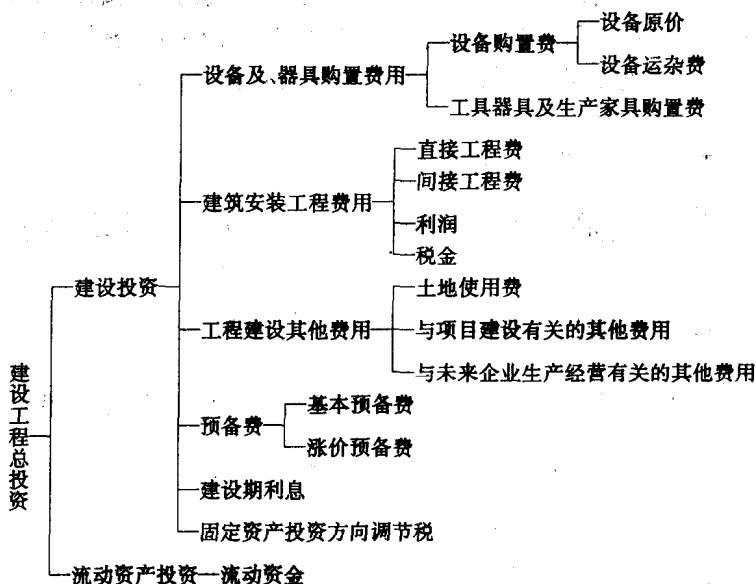 设备原价
设备购置费
设备运杂费
设备及、器具购置费用
工具器具及生产家具购置费
直接工程费
间接工程费
建筑安装工程费用
利润
税金
建设投资
土地使用费
工程建设其他费用
与项目建设有关的其他费用
与未来企业生产经营有关的其他费用
建设工程总投资
基本预备费
预备费
涨价预备费
建设期利息
固定资产投资方向调节税
流动资产投资
流动资金